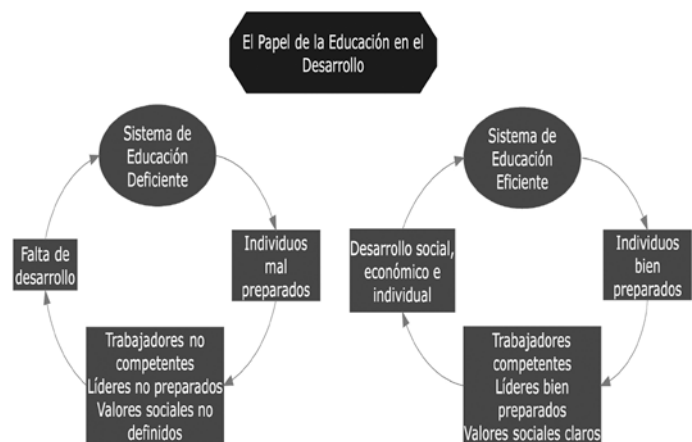 El Papel de la Educación en el
Desarrollo
Sistema de
Educación
Deficiente
Individuos
mal
preparados
Trabajadores no
competentes
Líderes no preparados
Valores sociales no
definidos
Falta de
desarrollo
Sistema de
Educación
Eficiente
Individuos
bien
preparados
Trabajadores
competentes
Líderes bien
preparados
Valores sociales claros
Desarrollo social,
económico e
individual